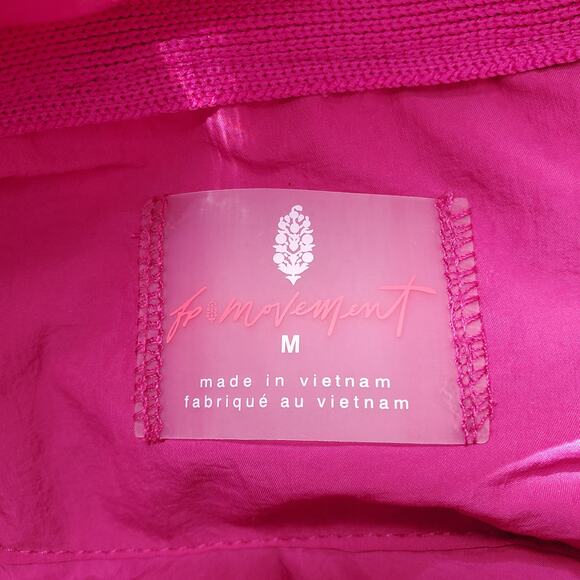 fp movement
M
made in vietnam
fabriqué au vietnam